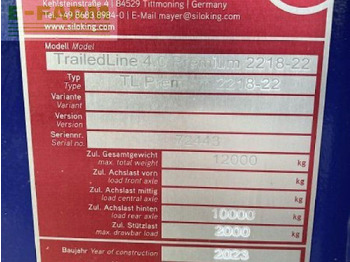 Kehlsteinstraße 4 | 84529 Tittmoning | Germany
Tel.+49 8683 8984-0 | E-Mail mayer@siloking.com
www.siloking.com
Modell Model
TrailedLine 4.0 Premium 2218-22
Typ
Type
TL Prem 2218-22
Variante
Variant
Version
Version
Seriennr.
Serial no
72443
Zul. Gesamtgewicht
max. total weight
12000 kg
Zul. Achslast vorn
load front axle
kg
Zul. Achslast mittig
load central axle
kg
Zul. Achslast hinten
load rear axle
10000 kg
Zul. Stützlast
max. drawbar load
2000 kg
Baujahr Year of construction
2023